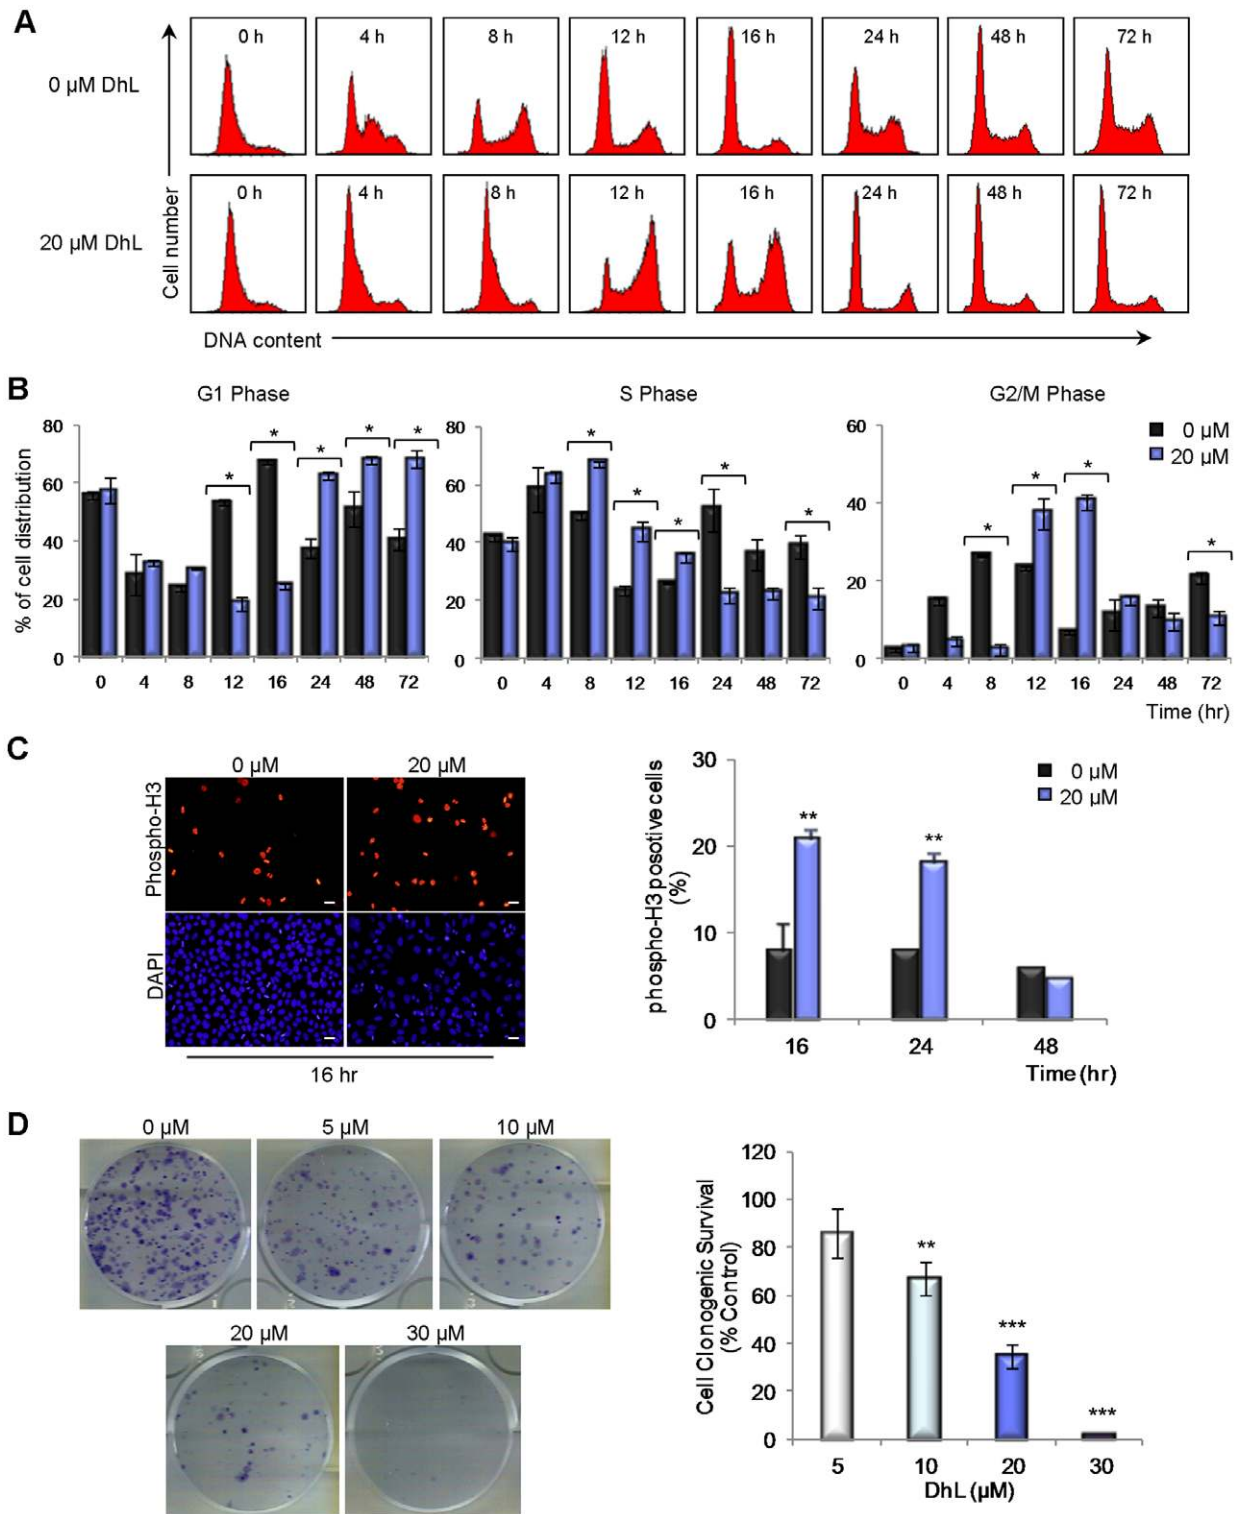 A
0 µM DhL
0 h
4 h
8 h
12 h
16 h
24 h
48 h
72 h
20 µM DhL
0 h
4 h
8 h
12 h
16 h
24 h
48 h
72 h
Cell number
DNA content
B
G1 Phase
S Phase
G2/M Phase
% of cell distribution
80
60
40
20
0
0 4 8 12 16 24 48 72
* * * * *
80
60
40
20
0
0 4 8 12 16 24 48 72
* * * * *
60
40
20
0
0 4 8 12 16 24 48 72
* * * *
0 µM
20 µM
Time (hr)
C
0 µM
20 µM
Phospho-H3
DAPI
16 hr
phospho-H3 posotive cells
(%)
30
20
10
0
** **
16 24 48
Time (hr)
0 µM
20 µM
D
0 µM
5 µM
10 µM
20 µM
30 µM
Cell Clonogenic Survival
(% Control)
120
100
80
60
40
20
0
**
***
***
5 10 20 30
DhL (µM)